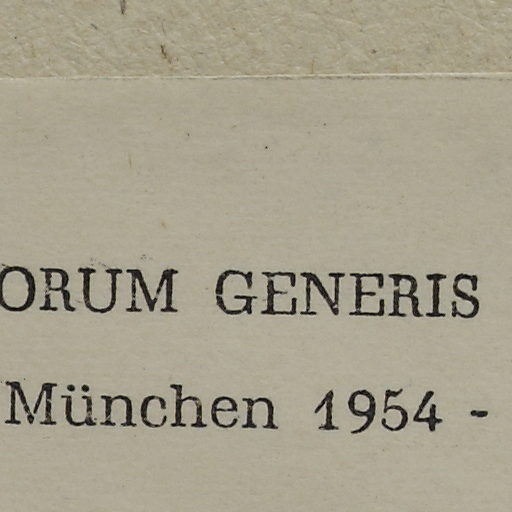 ORUM GENERIS
München 1954 -